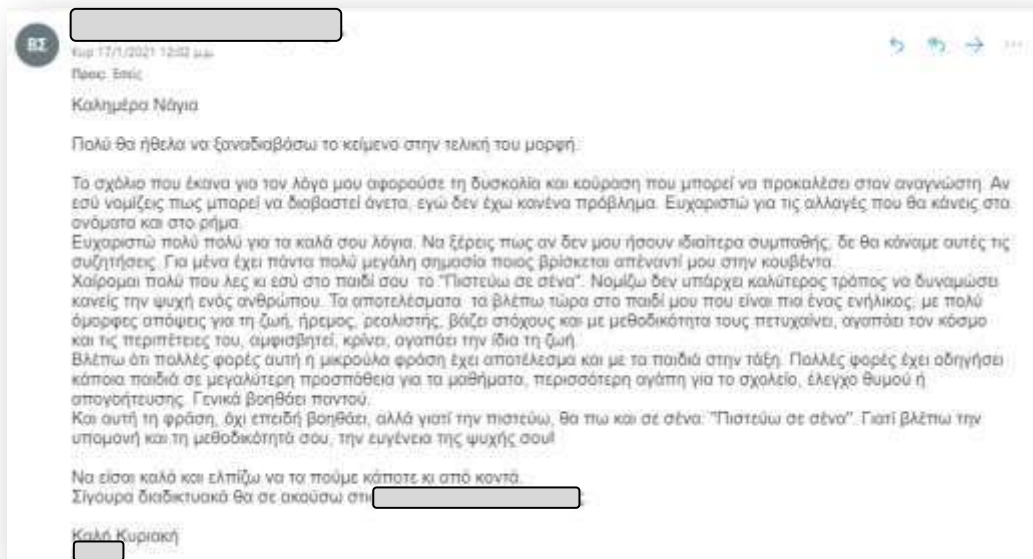 ΒΣ
Κυρ 17/1/2021 12:02 μ.μ.
Προς: Εσείς
Καλημέρα Νάγια
Πολύ θα ήθελα να ξαναδιαβάσω το κείμενο στην τελική του μορφή.
Το σχόλιο που έκανα για τον λόγο μου αφορούσε τη δυσκολία και κούραση που μπορεί να προκαλέσει στον αναγνώστη. Αν
εσύ νομίζεις πως μπορεί να διαβαστεί άνετα, εγώ δεν έχω κανένα πρόβλημα. Ευχαριστώ για τις αλλαγές που θα κάνεις στα
ονόματα και στο ρήμα.
Ευχαριστώ πολύ πολύ για τα καλά σου λόγια. Να ξέρεις πως αν δεν μου ήσουν ιδιαίτερα συμπαθής, δε θα κάναμε αυτές τις
συζητήσεις. Για μένα έχει πάντα πολύ μεγάλη σημασία ποιος βρίσκεται απέναντί μου στην κουβέντα.
Χαίρομαι πολύ που λες κι εσύ στο παιδί σου το "Πιστεύω σε σένα". Νομίζω δεν υπάρχει καλύτερος τρόπος να δυναμώσει
κανείς την ψυχή ενός ανθρώπου. Τα αποτελέσματα τα βλέπω τώρα στο παιδί μου που είναι πια ένας ενήλικος, με πολύ
όμορφες απόψεις για τη ζωή, ήρεμος, ρεαλιστής, βάζει στόχους και με μεθοδικότητα τους πετυχαίνει, αγαπάει τον κόσμο
και τις περιπέτειες του, αμφισβητεί, κρίνει, αγαπάει την ίδια τη ζωή.
Βλέπω ότι πολλές φορές αυτή η μικρούλα φράση έχει αποτέλεσμα και με τα παιδιά στην τάξη. Πολλές φορές έχει οδηγήσει
κάποια παιδιά σε μεγαλύτερη προσπάθεια για τα μαθήματα, περισσότερη αγάπη για το σχολείο, έλεγχο θυμού ή
απογοήτευσης. Γενικά βοηθάει παντού.
Και αυτή τη φράση, όχι επειδή βοηθάει, αλλά γιατί την πιστεύω, θα πω και σε σένα: "Πιστεύω σε σένα". Γιατί βλέπω την
υπομονή και τη μεθοδικότητά σου, την ευγένεια της ψυχής σου!
Να είσαι καλά και ελπίζω να τα πούμε κάποτε κι από κοντά.
Σίγουρα διαδικτυακά θα σε ακούσω στις
Καλή Κυριακή